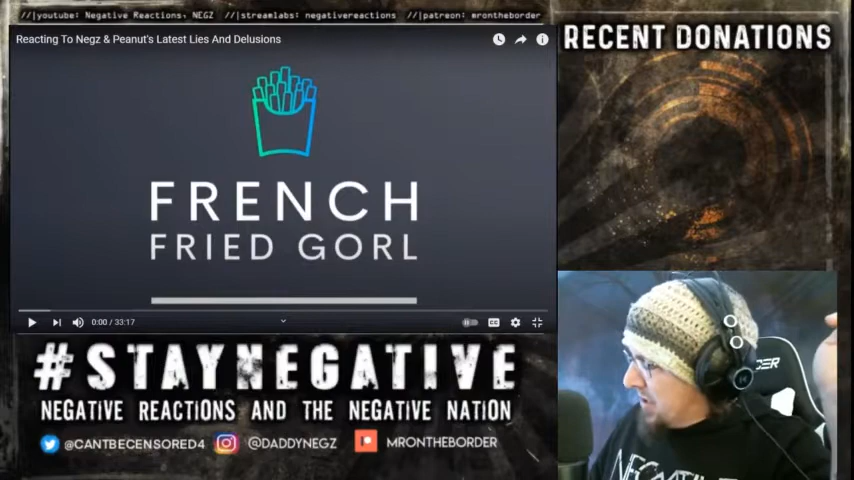 //|youtube: Negative Reactions, NEGZ //|streamlabs: negativereactions //|patreon: mrontheborder
Reacting To Negz & Peanut's Latest Lies And Delusions
RECENT DONATIONS
FRENCH
FRIED GORL
0:00 / 33:17
CC
#STAYNEGATIVE
NEGATIVE REACTIONS AND THE NEGATIVE NATION
@CANTBECENSORED4 @DADDYNEGZ MRONTHEBORDER